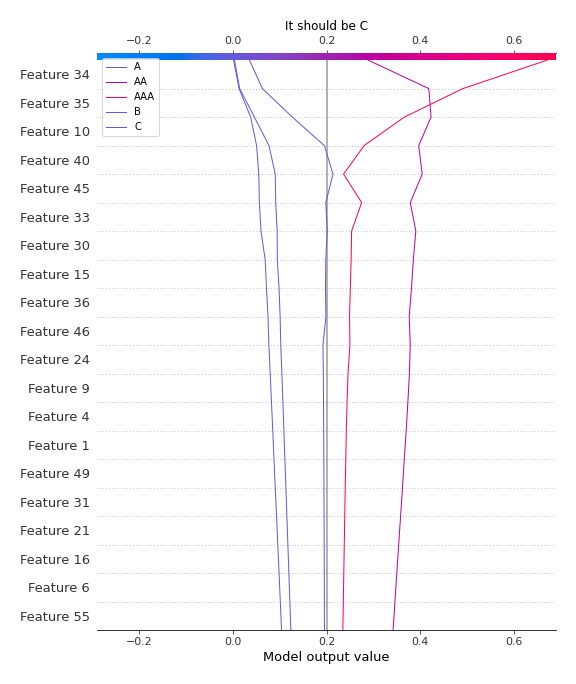 It should be C
−0.2 0.0 0.2 0.4 0.6
A
AA
AAA
B
C
Feature 34
Feature 35
Feature 10
Feature 40
Feature 45
Feature 33
Feature 30
Feature 15
Feature 36
Feature 46
Feature 24
Feature 9
Feature 4
Feature 1
Feature 49
Feature 31
Feature 21
Feature 16
Feature 6
Feature 55
−0.2 0.0 0.2 0.4 0.6
Model output value